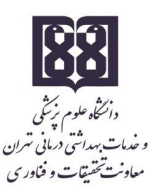 دانشگاه علوم پزشکی
و خدمات بهداشتی درمانی تهران
معاونت تحقیقات و فناوری